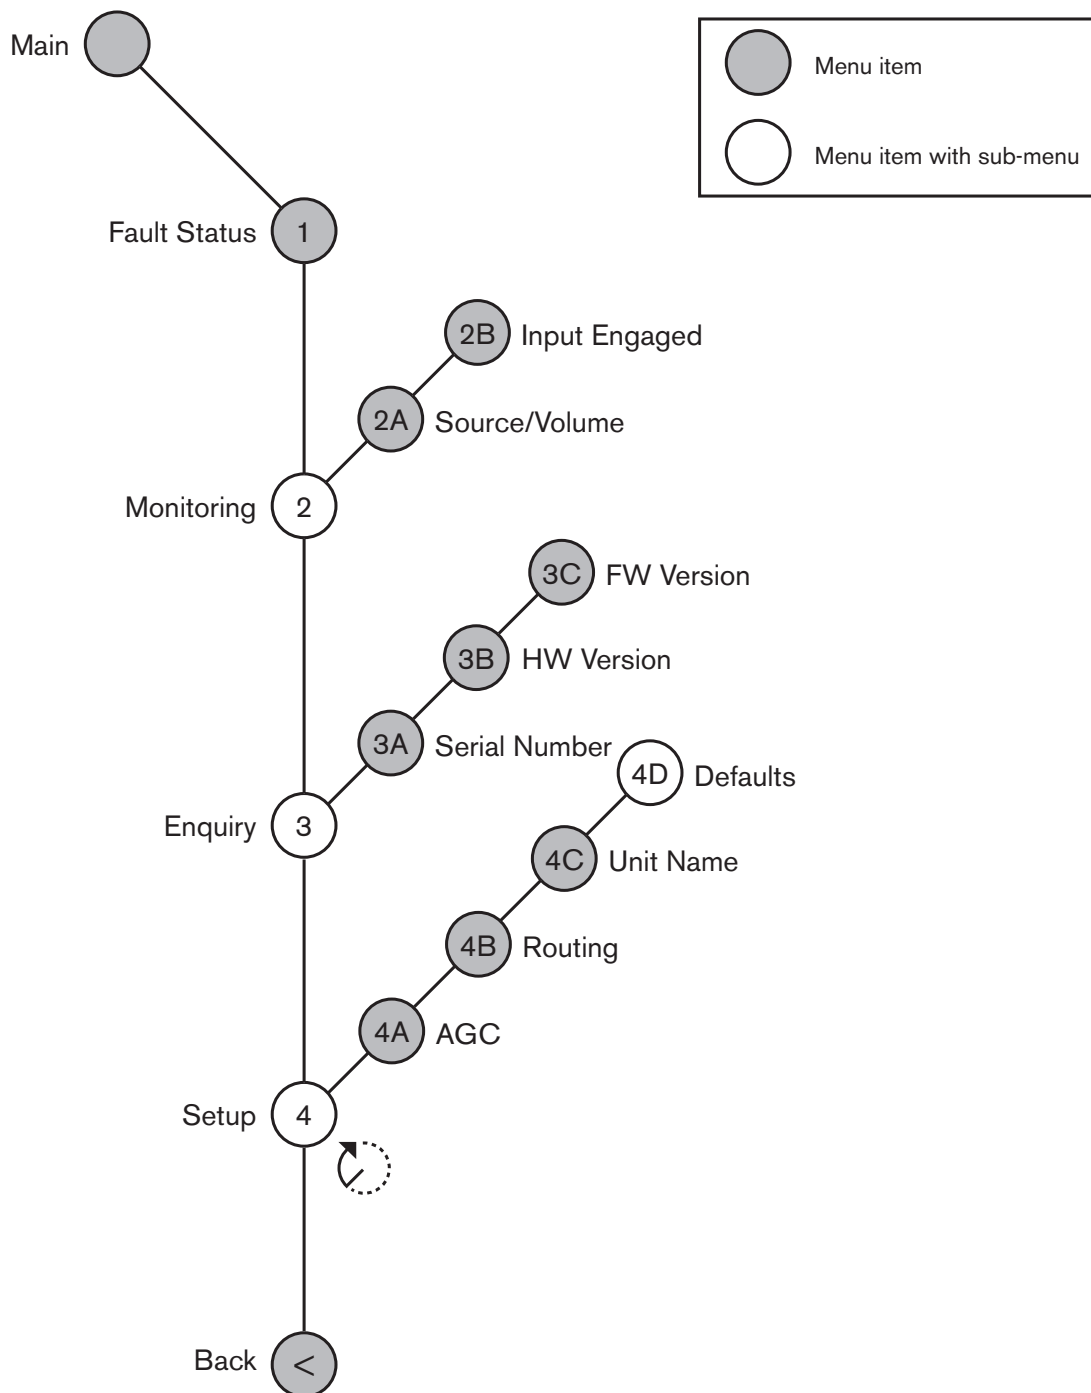 Main
Menu item
Menu item with sub-menu
Fault Status 1
2B Input Engaged
2A Source/Volume
Monitoring 2
3C FW Version
3B HW Version
3A Serial Number
4D Defaults
Enquiry 3
4C Unit Name
4B Routing
4A AGC
Setup 4
Back <